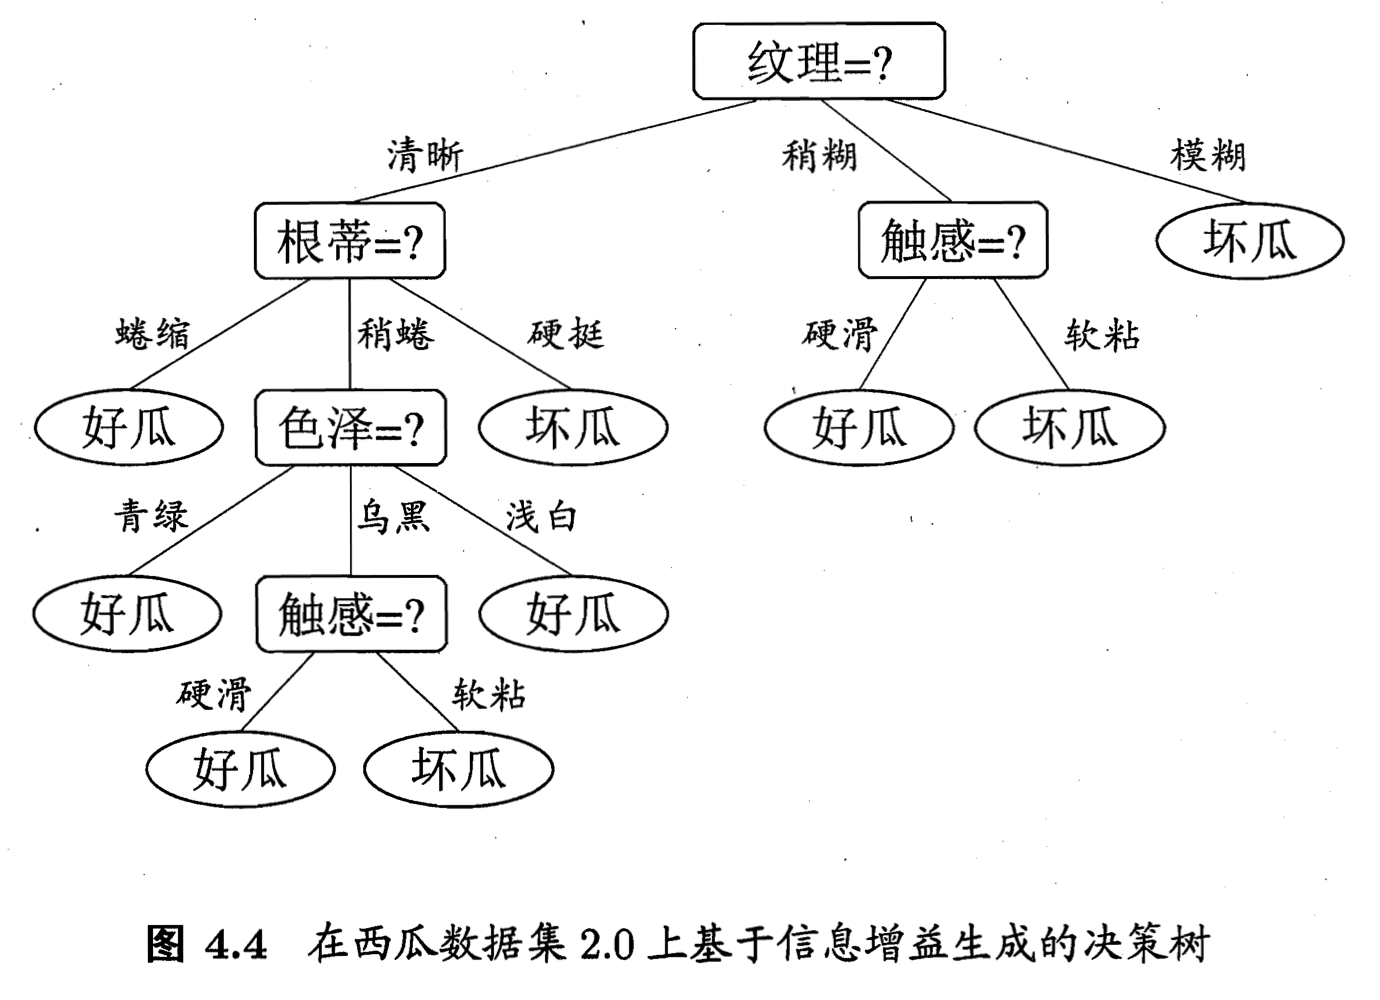 纹理=?
清晰
稍糊
模糊
根蒂=?
触感=?
坏瓜
蜷缩
稍蜷
硬挺
硬滑
软粘
好瓜
色泽=?
坏瓜
好瓜
坏瓜
青绿
乌黑
浅白
好瓜
触感=?
好瓜
硬滑
软粘
好瓜
坏瓜
图 4.4 在西瓜数据集 2.0 上基于信息增益生成的决策树